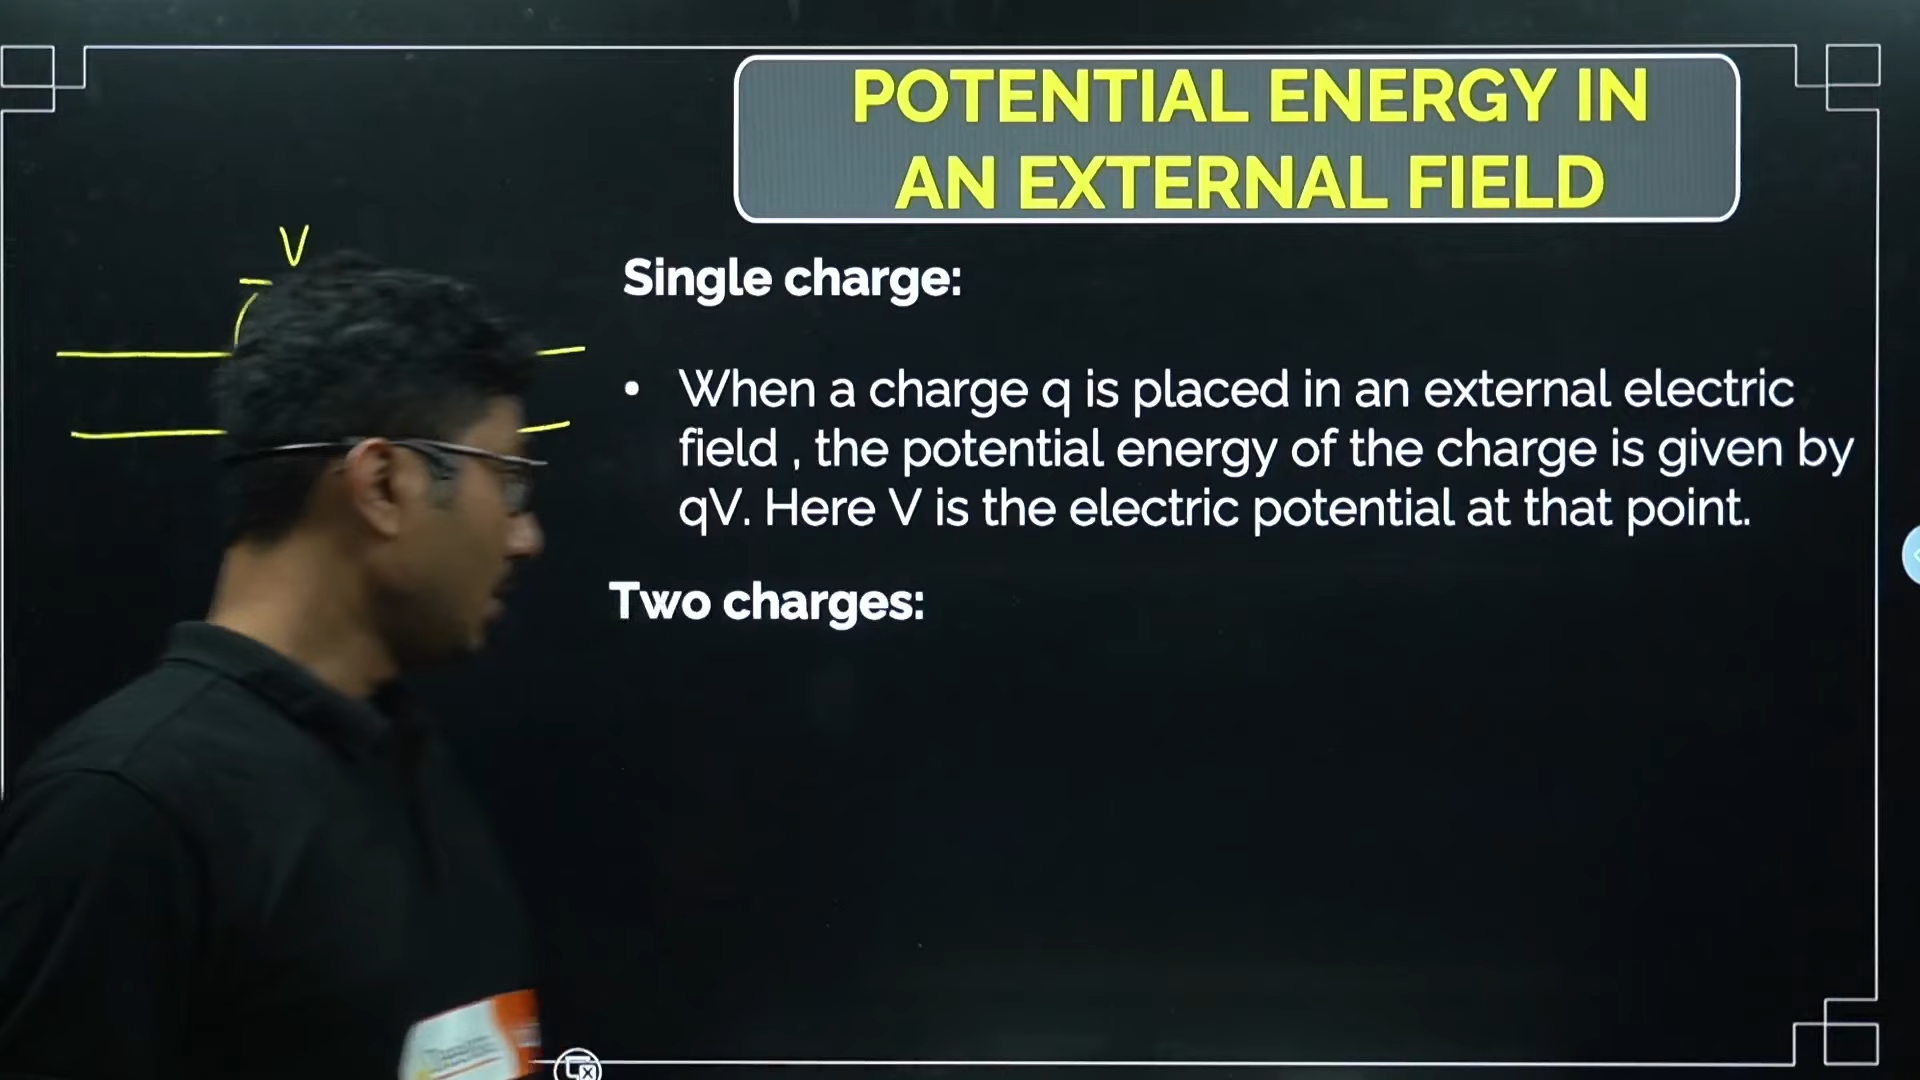 POTENTIAL ENERGY IN
AN EXTERNAL FIELD
V
Single charge:
• When a charge q is placed in an external electric
field , the potential energy of the charge is given by
qV. Here V is the electric potential at that point.
Two charges: